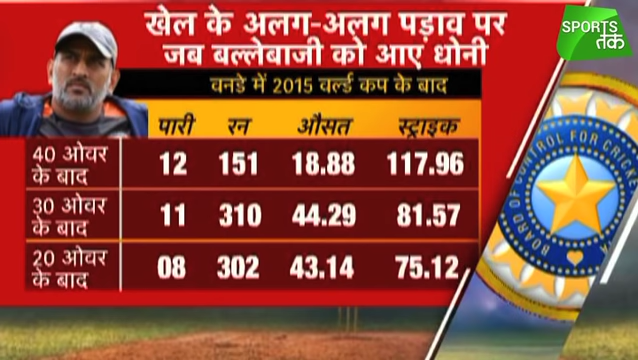 खेल के अलग-अलग पड़ाव पर
जब बल्लेबाजी को आए धोनी
SPORTS
तक
वनडे में 2015 वर्ल्ड कप के बाद
पारी रन औसत स्ट्राइक
40 ओवर के बाद 12 151 18.88 117.96
30 ओवर के बाद 11 310 44.29 81.57
20 ओवर के बाद 08 302 43.14 75.12
BOARD O CONTROL FOR CRICKE